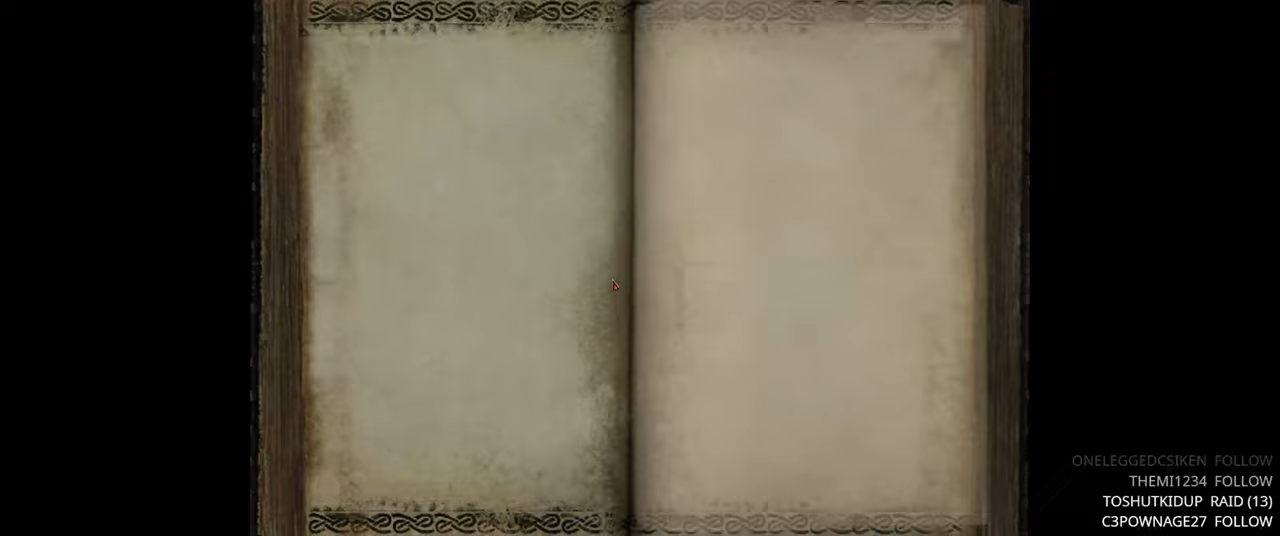 ONELEGGEDCSIKEN FOLLOW
THEMI1234 FOLLOW
TOSHUTKIDUP RAID (13)
C3POWNAGE27 FOLLOW